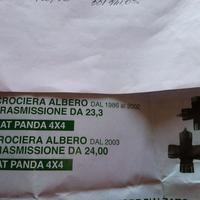 CROCIERA ALBERO DAL 1986 al 2002
TRASMISSIONE DA 23,3
FIAT PANDA 4X4
CROCIERA ALBERO DAL 2003
TRASMISSIONE DA 24,00
FIAT PANDA 4X4